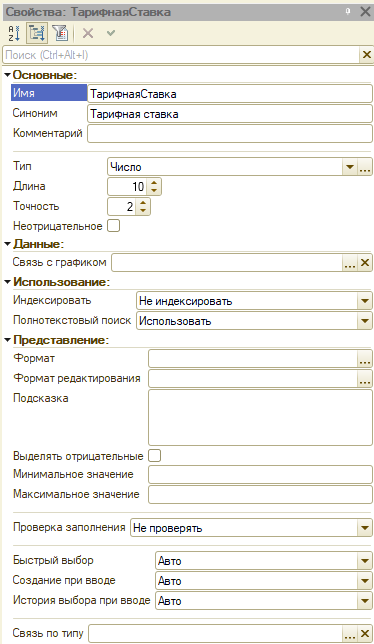 Свойства: ТарифнаяСтавка
Поиск (Ctrl+Alt+I)
Основные:
Имя ТарифнаяСтавка
Синоним Тарифная ставка
Комментарий
Тип Число
Длина 10
Точность 2
Неотрицательное
Данные:
Связь с графиком
Использование:
Индексировать Не индексировать
Полнотекстовый поиск Использовать
Представление:
Формат
Формат редактирования
Подсказка
Выделять отрицательные
Минимальное значение
Максимальное значение
Проверка заполнения Не проверять
Быстрый выбор Авто
Создание при вводе Авто
История выбора при вводе Авто
Связь по типу